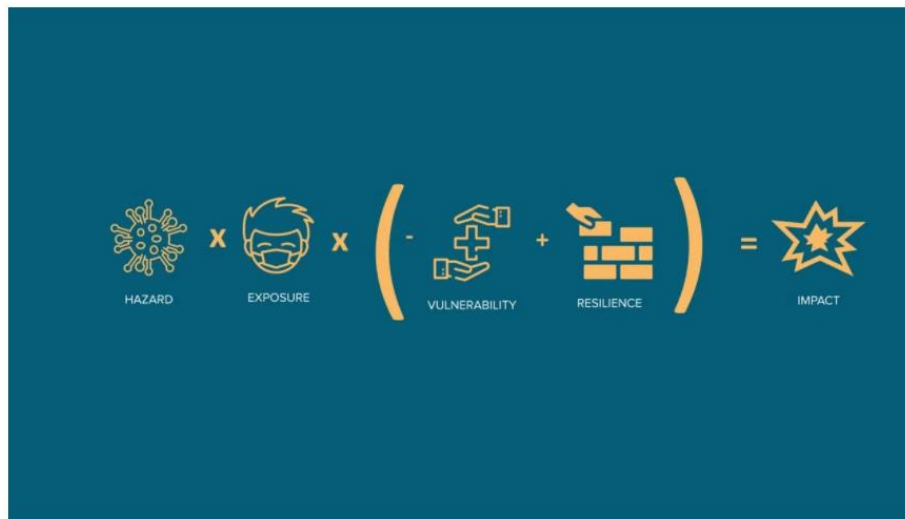 HAZARD x EXPOSURE x ( - VULNERABILITY + RESILIENCE ) = IMPACT